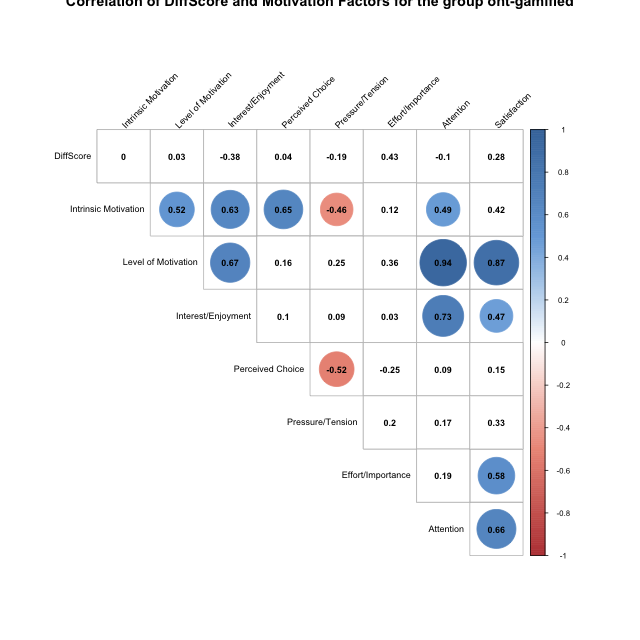 Correlation of DiffScore and Motivation Factors for the group ont-gamified
Intrinsic Motivation
Level of Motivation
Interest/Enjoyment
Perceived Choice
Pressure/Tension
Effort/Importance
Attention
Satisfaction
DiffScore 0 0.03 -0.38 0.04 -0.19 0.43 -0.1 0.28
Intrinsic Motivation 0.52 0.63 0.65 -0.46 0.12 0.49 0.42
Level of Motivation 0.67 0.16 0.25 0.36 0.94 0.87
Interest/Enjoyment 0.1 0.09 0.03 0.73 0.47
Perceived Choice -0.52 -0.25 0.09 0.15
Pressure/Tension 0.2 0.17 0.33
Effort/Importance 0.19 0.58
Attention 0.66
1
0.8
0.6
0.4
0.2
0
-0.2
-0.4
-0.6
-0.8
-1